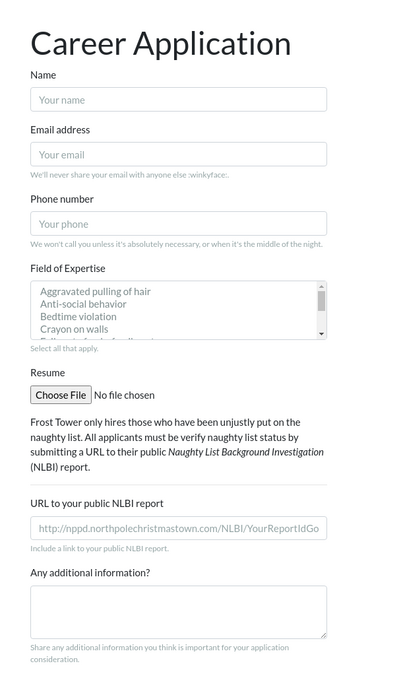 Career Application
Name
Your name
Email address
Your email
We'll never share your email with anyone else :winkyface:.
Phone number
Your phone
We won't call you unless it's absolutely necessary, or when it's the middle of the night.
Field of Expertise
Aggravated pulling of hair
Anti-social behavior
Bedtime violation
Crayon on walls
Select all that apply.
Resume
Choose File No file chosen
Frost Tower only hires those who have been unjustly put on the
naughty list. All applicants must be verify naughty list status by
submitting a URL to their public Naughty List Background Investigation
(NLBI) report.
URL to your public NLBI report
http://nppd.northpolechristmastown.com/NLBI/YourReportIdGo
Include a link to your public NLBI report.
Any additional information?
Share any additional information you think is important for your application
consideration.